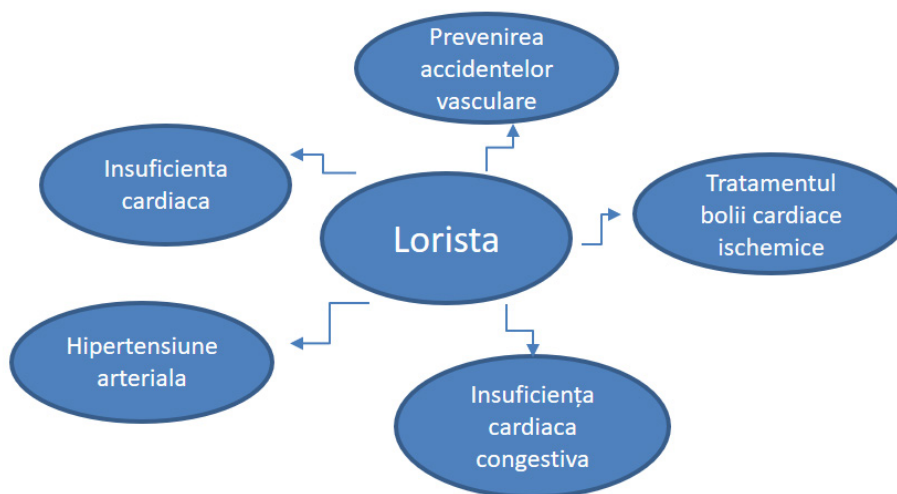 Prevenirea
accidentelor
vasculare
Insuficienta
cardiaca
Tratamentul
bolii cardiace
ischemice
Lorista
Hipertensiune
arteriala
Insuficiența
cardiaca
congestiva